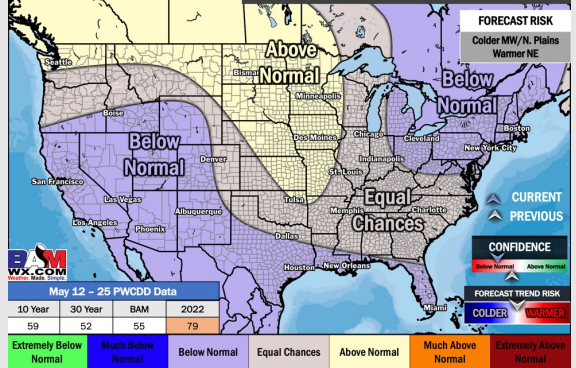 FORECAST RISK
Colder MW/N. Plains
Warmer NE
Seattle
Above
Normal
Bismar
Minneapolis
Below
Normal
Boise
Des Moines
Chicago
Cleveland
Boston
New York City
Below
Normal
Denver
Indianapolis
St. Louis
San Francisco
Las Vegas
Tulsa
Equal
Chances
Memphis
Charlotte
CURRENT
PREVIOUS
Los Angeles
Albuquerque
Phoenix
Dallas
Houston
New Orleans
Miami
CONFIDENCE
Below Normal
Above Normal
FORECAST TREND RISK
COLDER
WARMER
BAM
WX.COM
Weather. Made. Simple.
May 12 – 25 PWCDD Data
10 Year 30 Year BAM 2022
59 52 55 79
Extremely Below
Normal
Much Below
Normal
Below Normal
Equal Chances
Above Normal
Much Above
Normal
Extremely Above
Normal